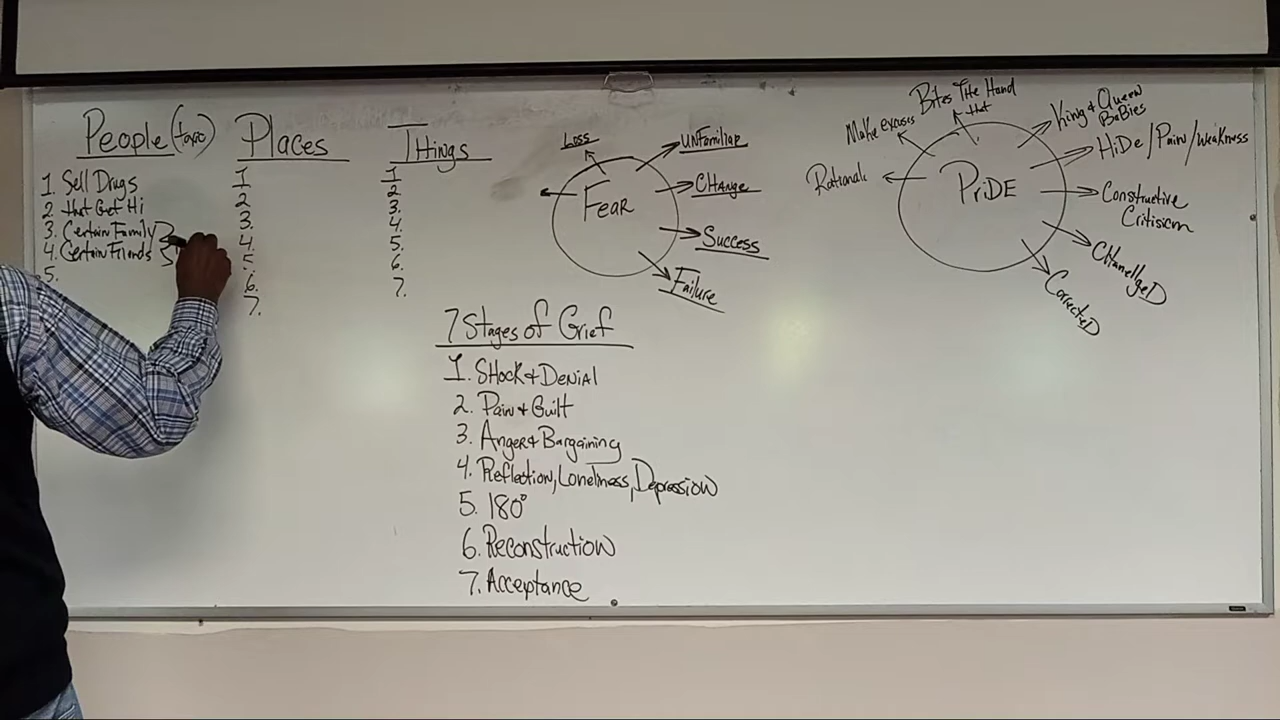 People (toxic)
1. Sell Drugs
2. that Get Hi
3. Certain Family
4. Certain Friends
5.
Places
1
2
3.
4.
5.
6.
7.
Things
1.
2
3.
4.
5.
6.
7.
Fear
Loss
UNFamiliar
CHange
Success
Failure
PriDE
Rational
Make excuses
Bites The Hand
that
King & Queen
BaBies
HiDe/Pain/Weakness
Constructive
Critisism
CorrecteD
7 Stages of Grief
1. SHock & DENial
2. Pain & Guilt
3. Anger & Bargaining
4. Reflection, Loneliness, Depression
5. 180°
6. Reconstruction
7. Acceptance